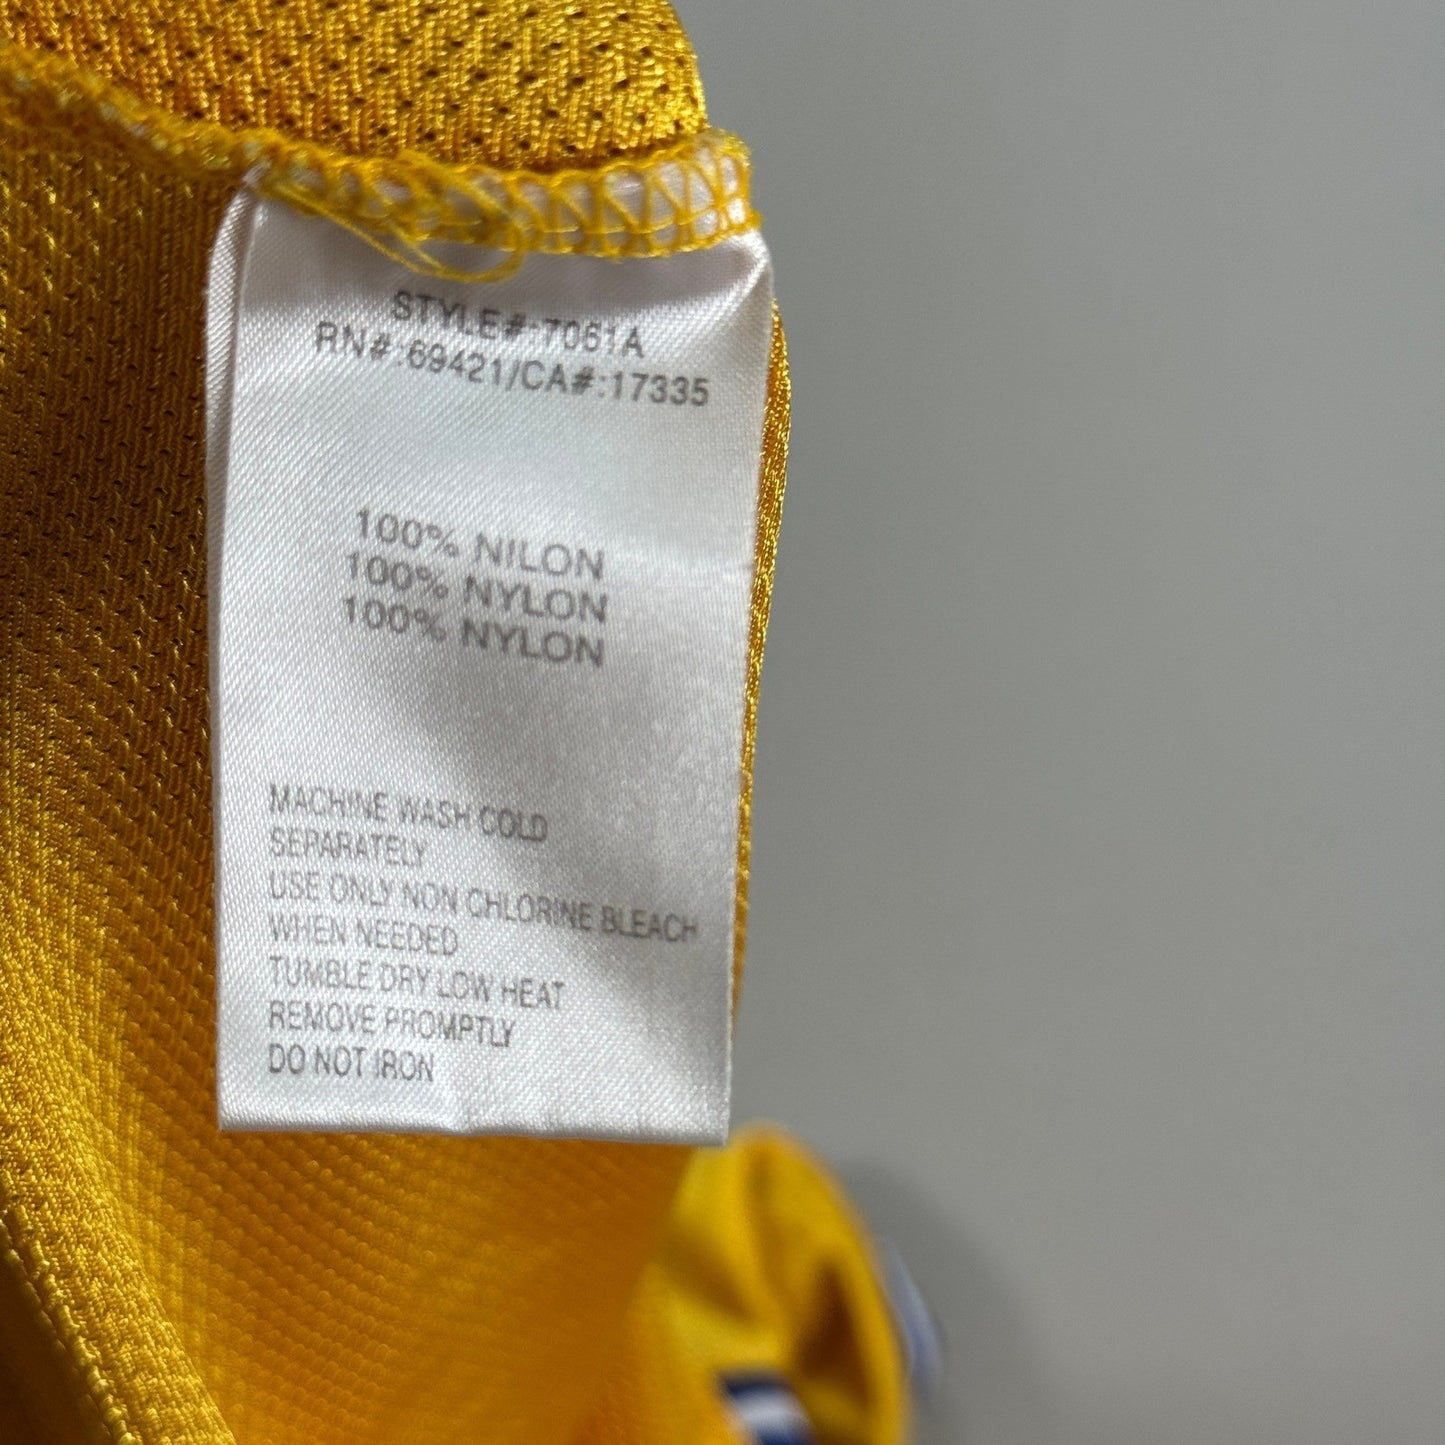 STYLE#:7061A
RN#:69421/CA#:17335
100% NILON
100% NYLON
100% NYLON
MACHINE WASH COLD
SEPARATELY
USE ONLY NON CHLORINE BLEACH
WHEN NEEDED
TUMBLE DRY LOW HEAT
REMOVE PROMPTLY
DO NOT IRON